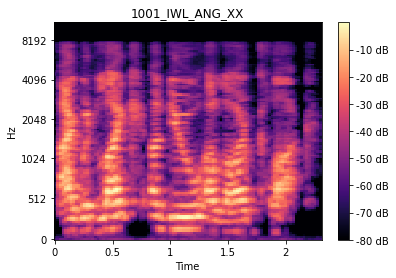 1001_IWL_ANG_XX
8192
4096
2048
1024
512
0
Hz
0
0.5
1
1.5
2
Time
-10 dB
-20 dB
-30 dB
-40 dB
-50 dB
-60 dB
-70 dB
-80 dB